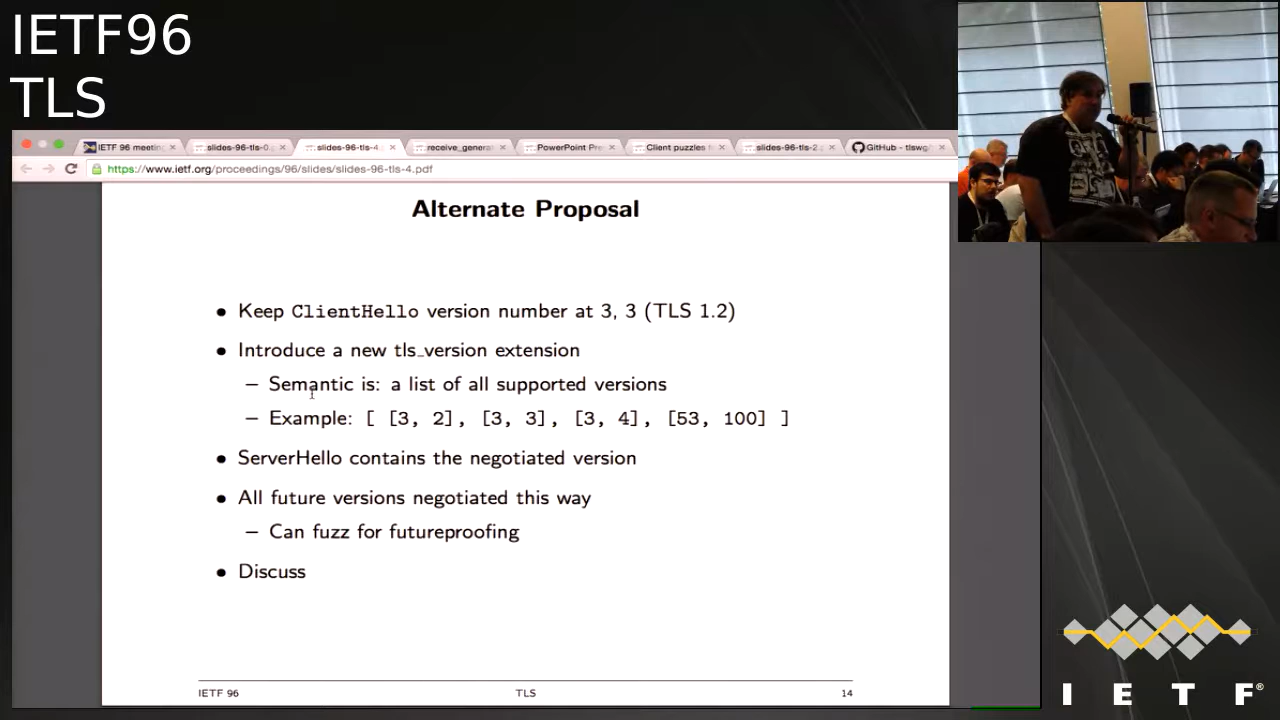 IETF96
TLS
IETF 96 meetin
slides-96-tls-0.
slides-96-tls-4.
receive_genera
PowerPoint Pre
Client puzzles f
slides-96-tls-2.
GitHub - tlswg/
https://www.ietf.org/proceedings/96/slides/slides-96-tls-4.pdf
Alternate Proposal
• Keep ClientHello version number at 3, 3 (TLS 1.2)
• Introduce a new tls_version extension
– Semantic is: a list of all supported versions
– Example: [ [3, 2], [3, 3], [3, 4], [53, 100] ]
• ServerHello contains the negotiated version
• All future versions negotiated this way
– Can fuzz for futureproofing
• Discuss
IETF 96 TLS 14
I E T F®